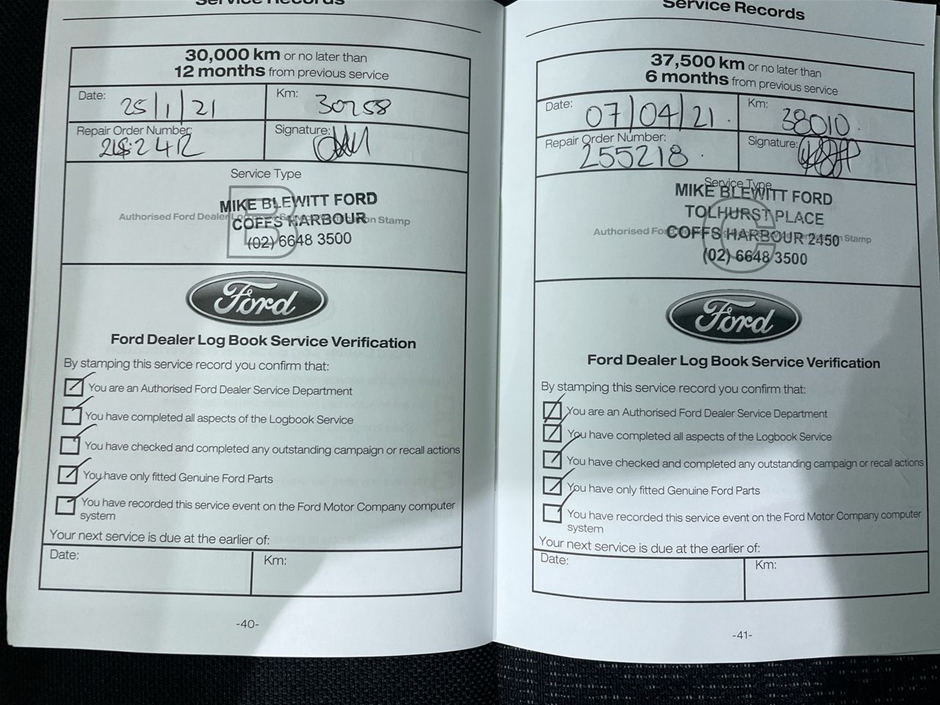 Service Records
30,000 km or no later than
12 months from previous service
Date: 25/1/21 Km: 30258
Repair Order Number: Signature:
Service Type
B
Authorised Ford Dealer on Stamp
MIKE BLEWITT FORD
COFFS HARBOUR
(02) 6648 3500
Ford
Ford Dealer Log Book Service Verification
By stamping this service record you confirm that:
You are an Authorised Ford Dealer Service Department
You have completed all aspects of the Logbook Service
You have checked and completed any outstanding campaign or recall actions
You have only fitted Genuine Ford Parts
You have recorded this service event on the Ford Motor Company computer
system
Your next service is due at the earlier of:
Date: Km:
-40-
Service Records
37,500 km or no later than
6 months from previous service
Date: 07/04/21. Km: 38010.
Repair Order Number: 255218. Signature:
Service Type
C
Authorised Stamp
MIKE BLEWITT FORD
TOLHURST PLACE
COFFS HARBOUR 2450
(02) 6648 3500
Ford
Ford Dealer Log Book Service Verification
By stamping this service record you confirm that:
You are an Authorised Ford Dealer Service Department
You have completed all aspects of the Logbook Service
You have checked and completed any outstanding campaign or recall actions
You have only fitted Genuine Ford Parts
You have recorded this service event on the Ford Motor Company computer
system
Your next service is due at the earlier of:
Date: Km:
-41-